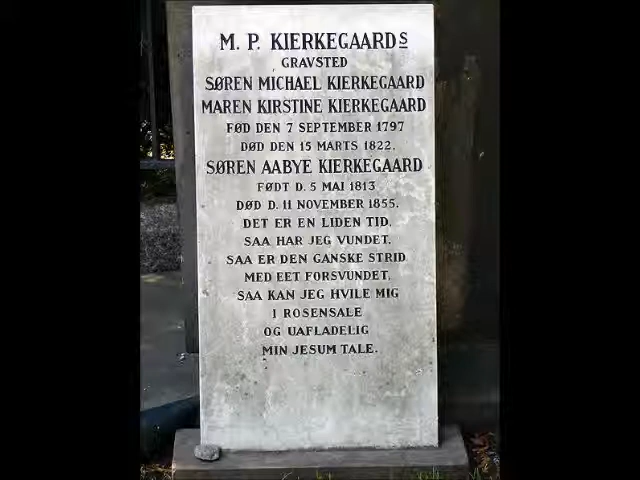 M. P. KIERKEGAARDS
GRAVSTED
SØREN MICHAEL KIERKEGAARD
MAREN KIRSTINE KIERKEGAARD
FØD DEN 7 SEPTEMBER 1797
DØD DEN 15 MARTS 1822.
SØREN AABYE KIERKEGAARD
FØDT D. 5 MAI 1813
DØD D. 11 NOVEMBER 1855.
DET ER EN LIDEN TID,
SAA HAR JEG VUNDET.
SAA ER DEN GANSKE STRID
MED EET FORSVUNDET.
SAA KAN JEG HVILE MIG
I ROSENSALE
OG UAFLADELIG
MIN JESUM TALE.